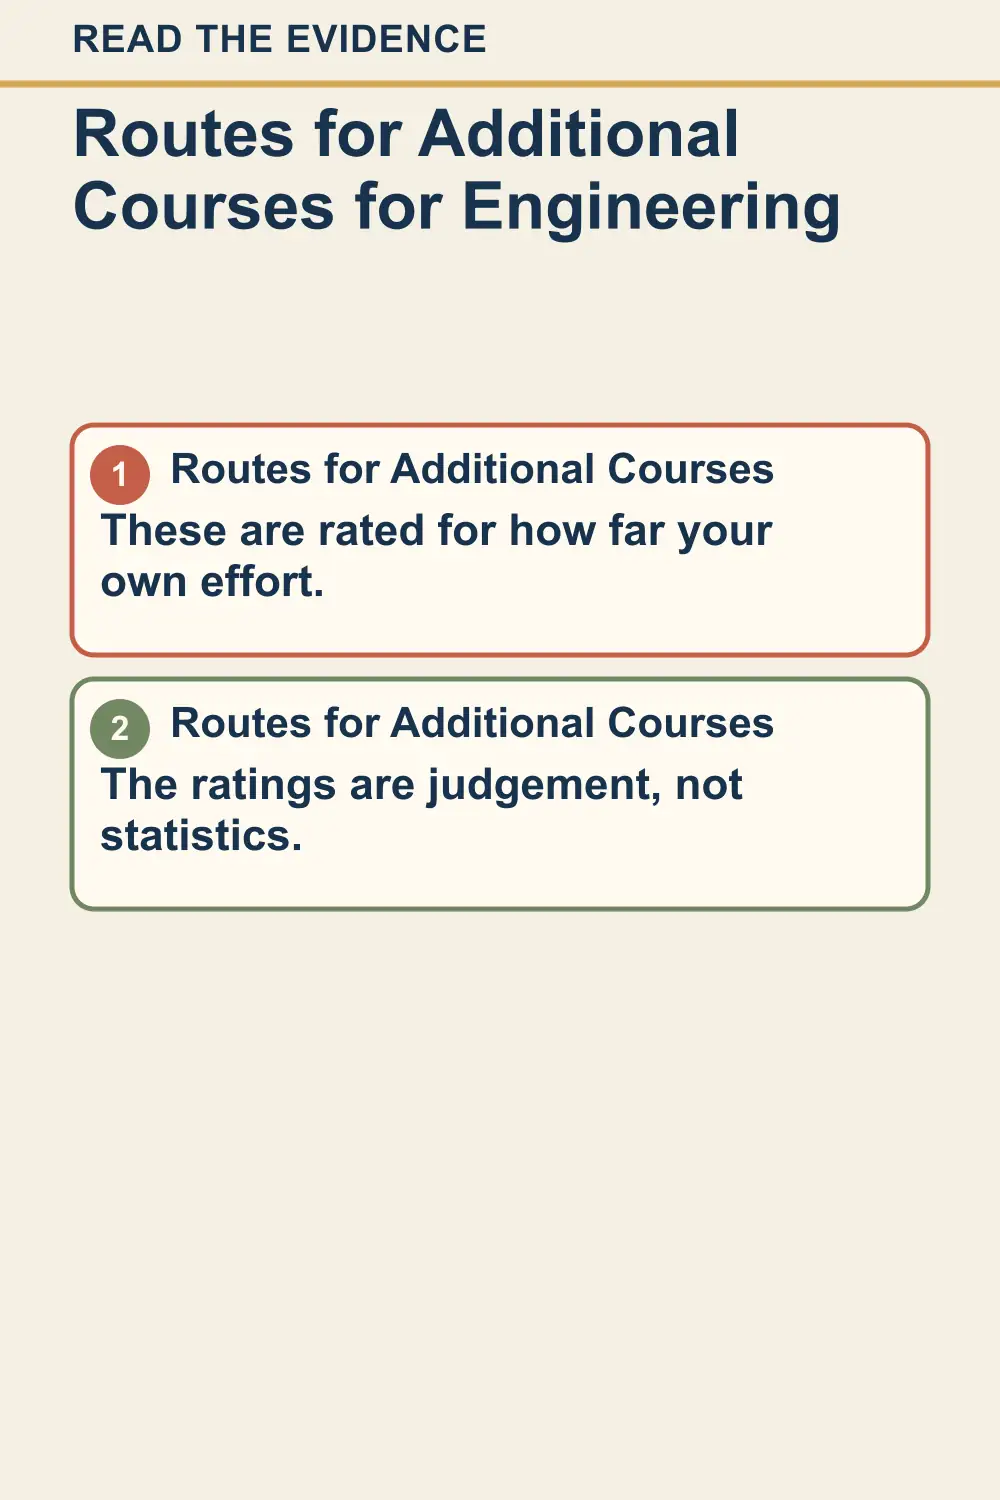 READ THE EVIDENCE
Routes for Additional
Courses for Engineering
1 Routes for Additional Courses
These are rated for how far your
own effort.
2 Routes for Additional Courses
The ratings are judgement, not
statistics.